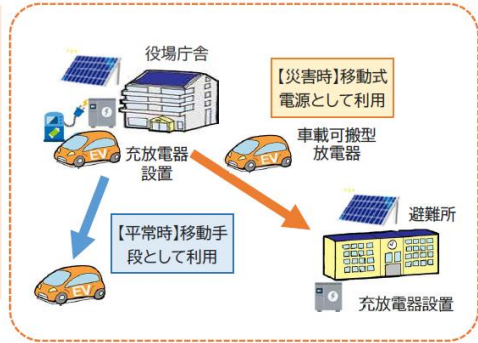 役場庁舎
【災害時】移動式
電源として利用
EV
充放電器
設置
EV
車載可搬型
放電器
【平常時】移動手
段として利用
避難所
EV
充放電器設置